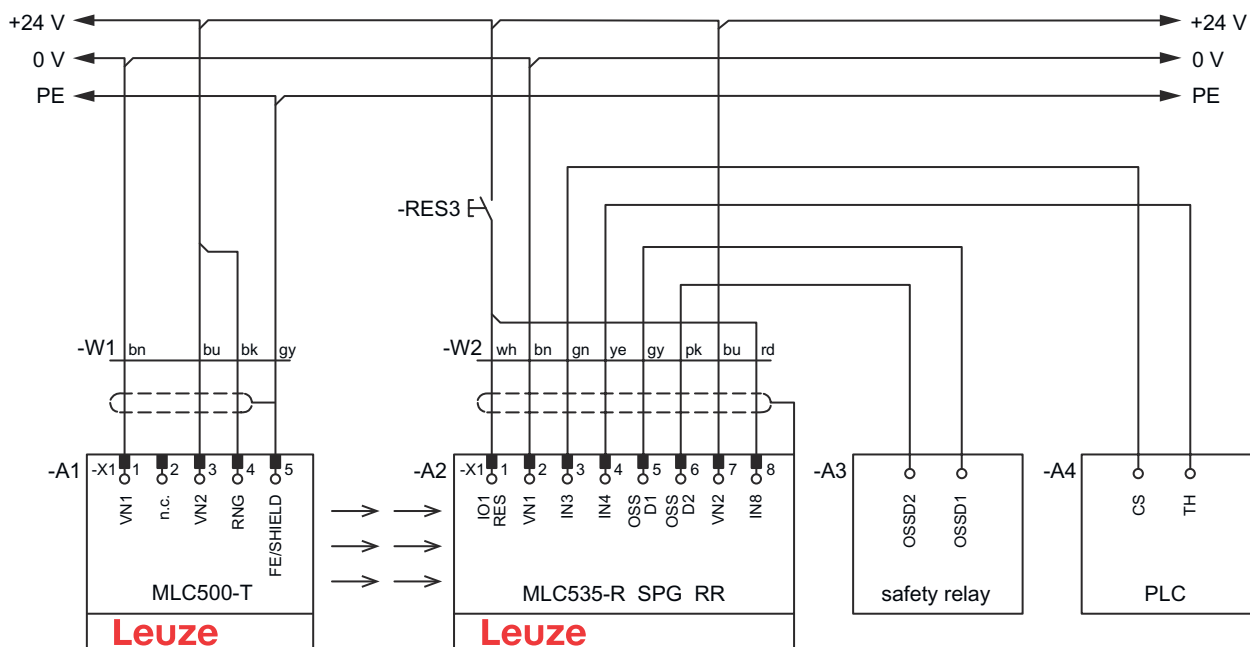 +24 V +24 V
0 V 0 V
PE PE
-RES3
-W1 bn bu bk gy
-W2 wh bn gn ye gy pk bu rd
-A1 -X1 1 2 3 4 5
VN1 n.c. VN2 RNG FE/SHIELD
MLC500-T
Leuze
-A2 -X1 1 2 3 4 5 6 7 8
IO1 RES VN1 IN3 IN4 OSS D1 OSS D2 VN2 IN8
MLC535-R SPG RR
Leuze
-A3
OSSD2 OSSD1
safety relay
-A4
CS TH
PLC